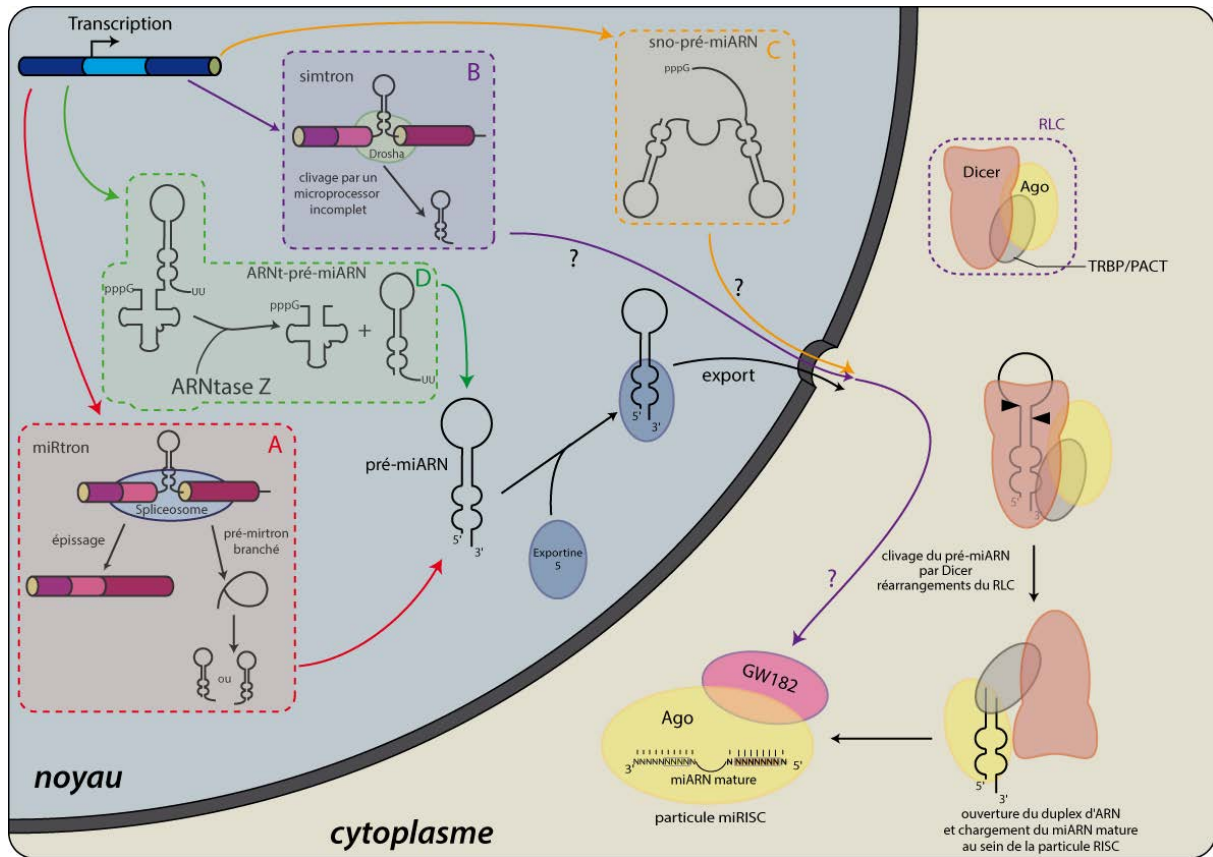 Transcription
simtron
B
Drosha
clivage par un
microprocessor
incomplet
sno-pré-miARN
C
pppG
RLC
Dicer
Ago
TRBP/PACT
?
?
ARNt-pré-miARN
D
pppG
UU
pppG
+
UU
ARNtase Z
export
5'
3'
miRtron
A
Spliceosome
épissage
pré-mirtron
branché
ou
pré-miARN
5'
3'
Exportine
5
5'
3'
clivage du pré-miARN
par Dicer
réarrangements du RLC
?
GW182
Ago
3'
NNNNNNNNN
NNNNNNNN
5'
miARN mature
particule miRISC
5'
3'
ouverture du duplex d'ARN
et chargement du miARN mature
au sein de la particule RISC
noyau
cytoplasme